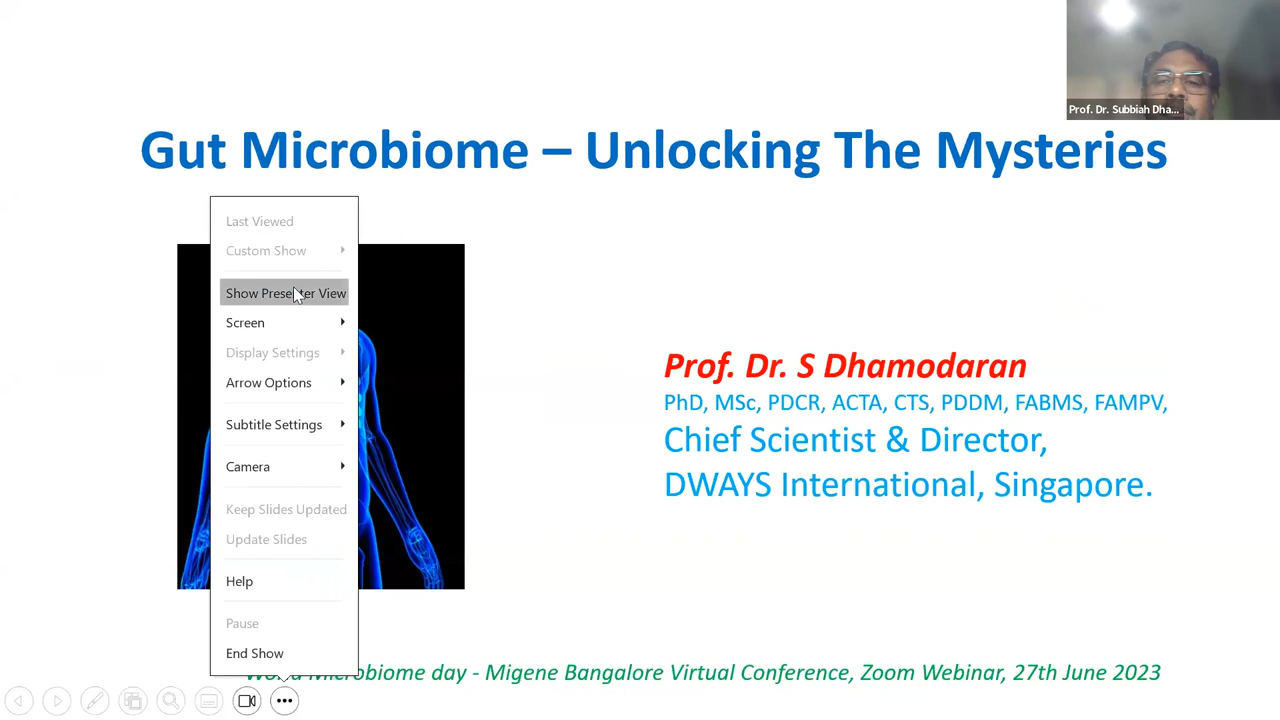 Prof. Dr. Subbiah Dha...
Gut Microbiome – Unlocking The Mysteries
Last Viewed
Custom Show
Show Presenter View
Screen
Display Settings
Arrow Options
Subtitle Settings
Camera
Keep Slides Updated
Update Slides
Help
Pause
End Show
Prof. Dr. S Dhamodaran
PhD, MSc, PDCR, ACTA, CTS, PDDM, FABMS, FAMPV,
Chief Scientist & Director,
DWAYS International, Singapore.
World Microbiome day - Migene Bangalore Virtual Conference, Zoom Webinar, 27th June 2023